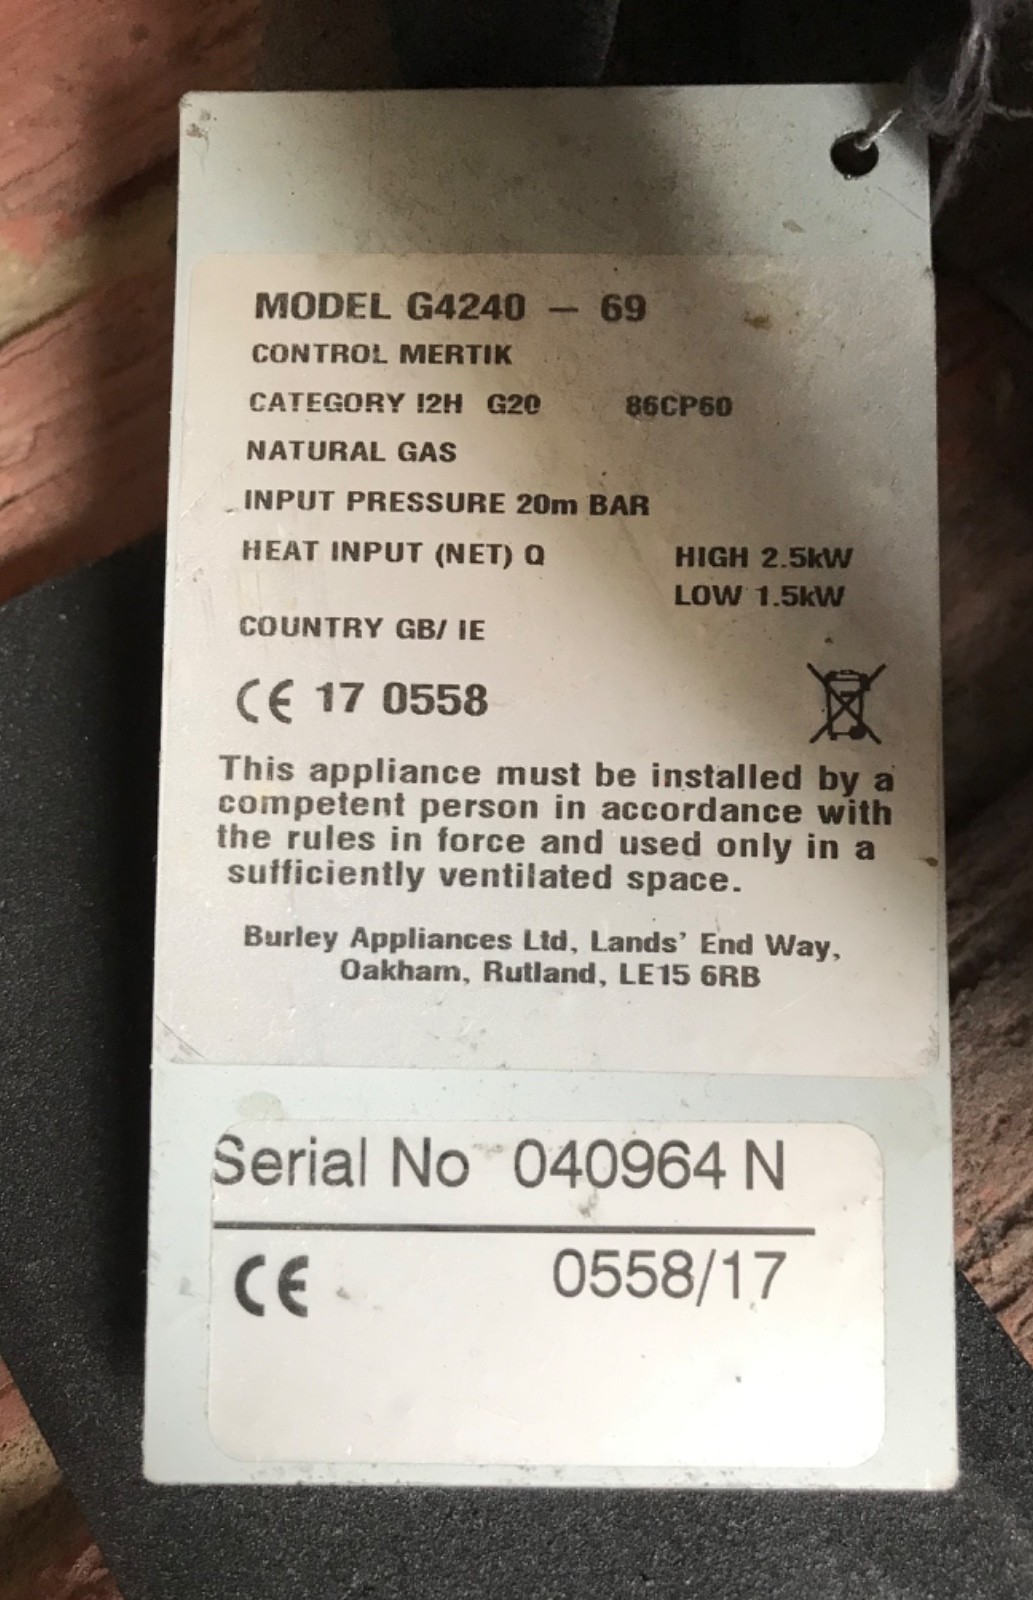 MODEL G4240 – 69
CONTROL MERTIK
CATEGORY I2H G20 86CP60
NATURAL GAS
INPUT PRESSURE 20m BAR
HEAT INPUT (NET) Q HIGH 2.5kW
LOW 1.5kW
COUNTRY GB/ IE
CE 17 0558
This appliance must be installed by a
competent person in accordance with
the rules in force and used only in a
sufficiently ventilated space.
Burley Appliances Ltd, Lands' End Way,
Oakham, Rutland, LE15 6RB
Serial No 040964 N
CE 0558/17